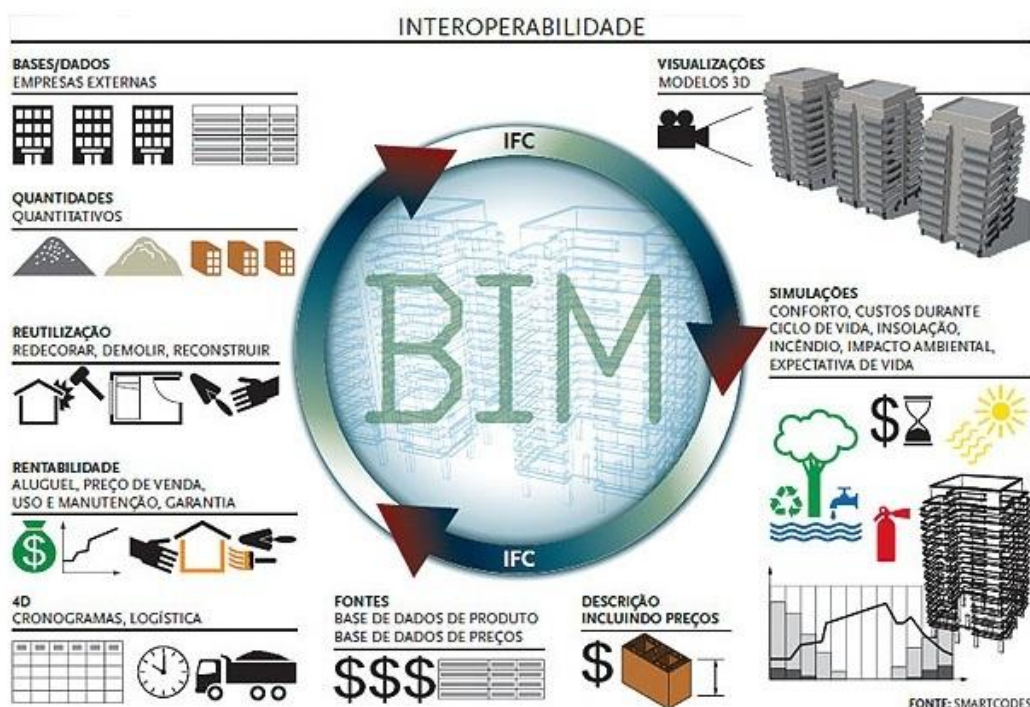 INTEROPERABILIDADE
BASES/DADOS
EMPRESAS EXTERNAS
QUANTIDADES
QUANTITATIVOS
REUTILIZAÇÃO
REDECORAR, DEMOLIR, RECONSTRUIR
RENTABILIDADE
ALUGUEL, PREÇO DE VENDA,
USO E MANUTENÇÃO, GARANTIA
$
4D
CRONOGRAMAS, LOGÍSTICA
IFC
BIM
IFC
FONTES
BASE DE DADOS DE PRODUTO
BASE DE DADOS DE PREÇOS
$$$
DESCRIÇÃO
INCLUINDO PREÇOS
$
VISUALIZAÇÕES
MODELOS 3D
SIMULAÇÕES
CONFORTO, CUSTOS DURANTE
CICLO DE VIDA, INSOLAÇÃO,
INCÊNDIO, IMPACTO AMBIENTAL,
EXPECTATIVA DE VIDA
$
FONTE: SMARTCODES